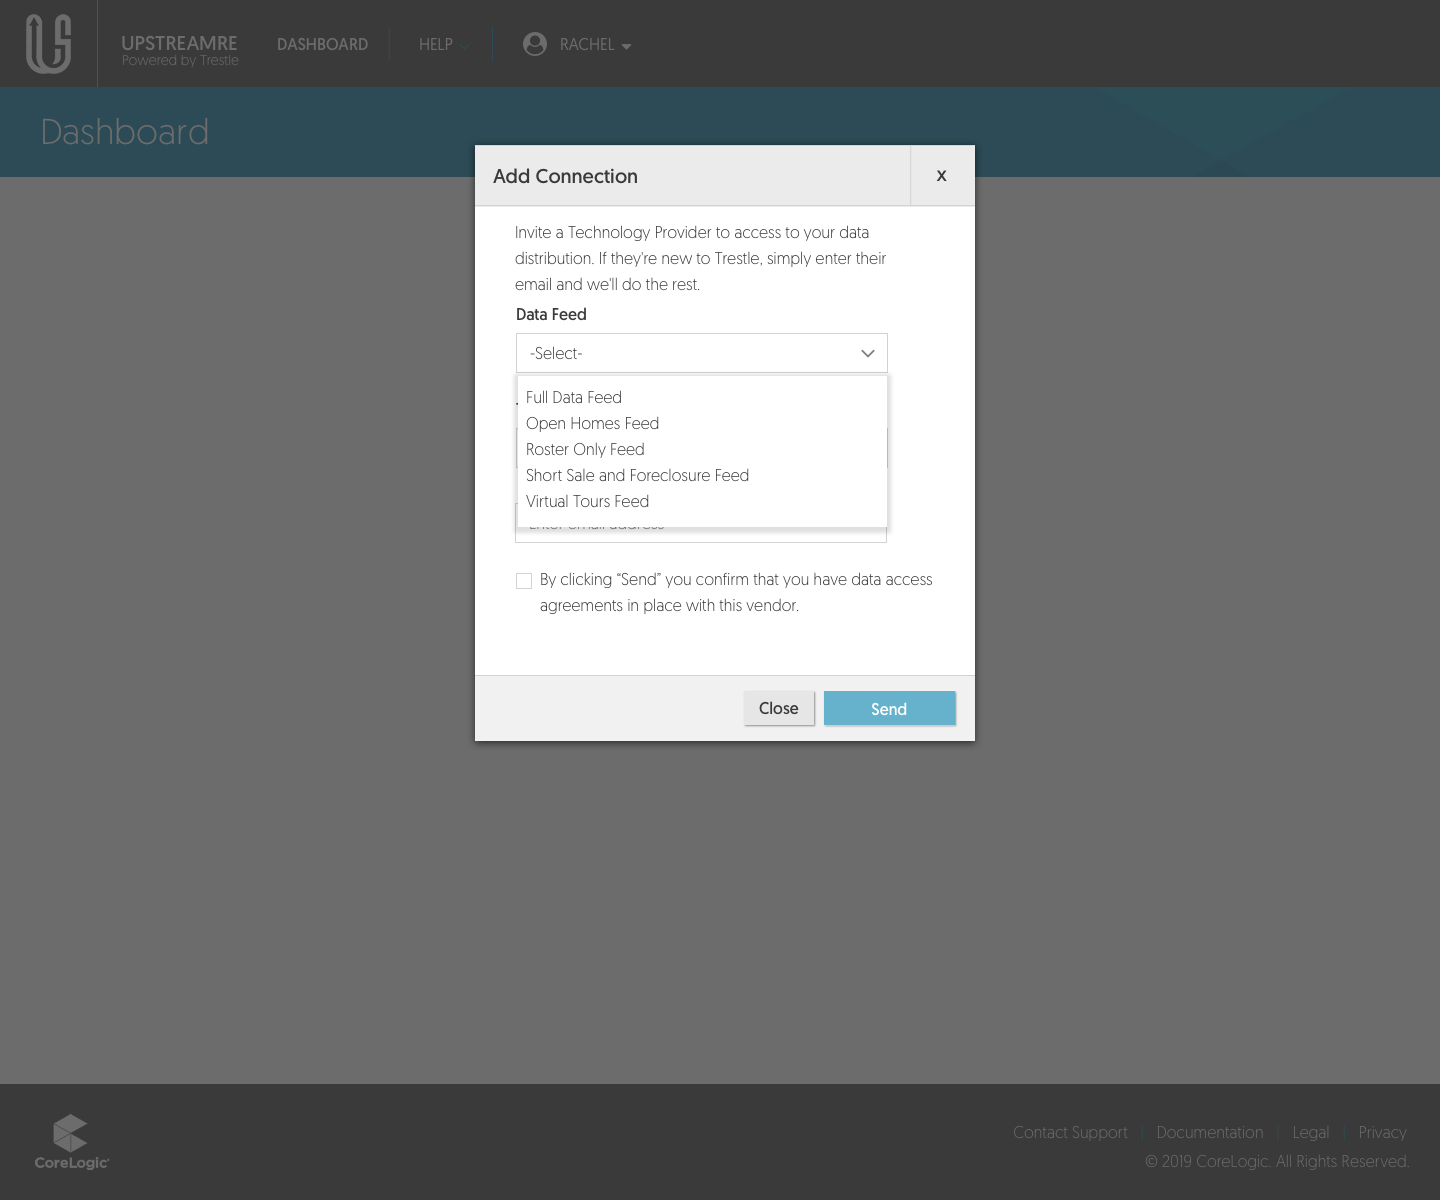 UPSTREAMRE
Powered by Trestle
DASHBOARD
HELP
RACHEL
Dashboard
Add Connection
X
Invite a Technology Provider to access to your data
distribution. If they're new to Trestle, simply enter their
email and we'll do the rest.
Data Feed
-Select-
Full Data Feed
Open Homes Feed
Roster Only Feed
Short Sale and Foreclosure Feed
Virtual Tours Feed
Enter email address
By clicking “Send” you confirm that you have data access
agreements in place with this vendor.
Close
Send
CoreLogic
Contact Support
Documentation
Legal
Privacy
© 2019 CoreLogic. All Rights Reserved.